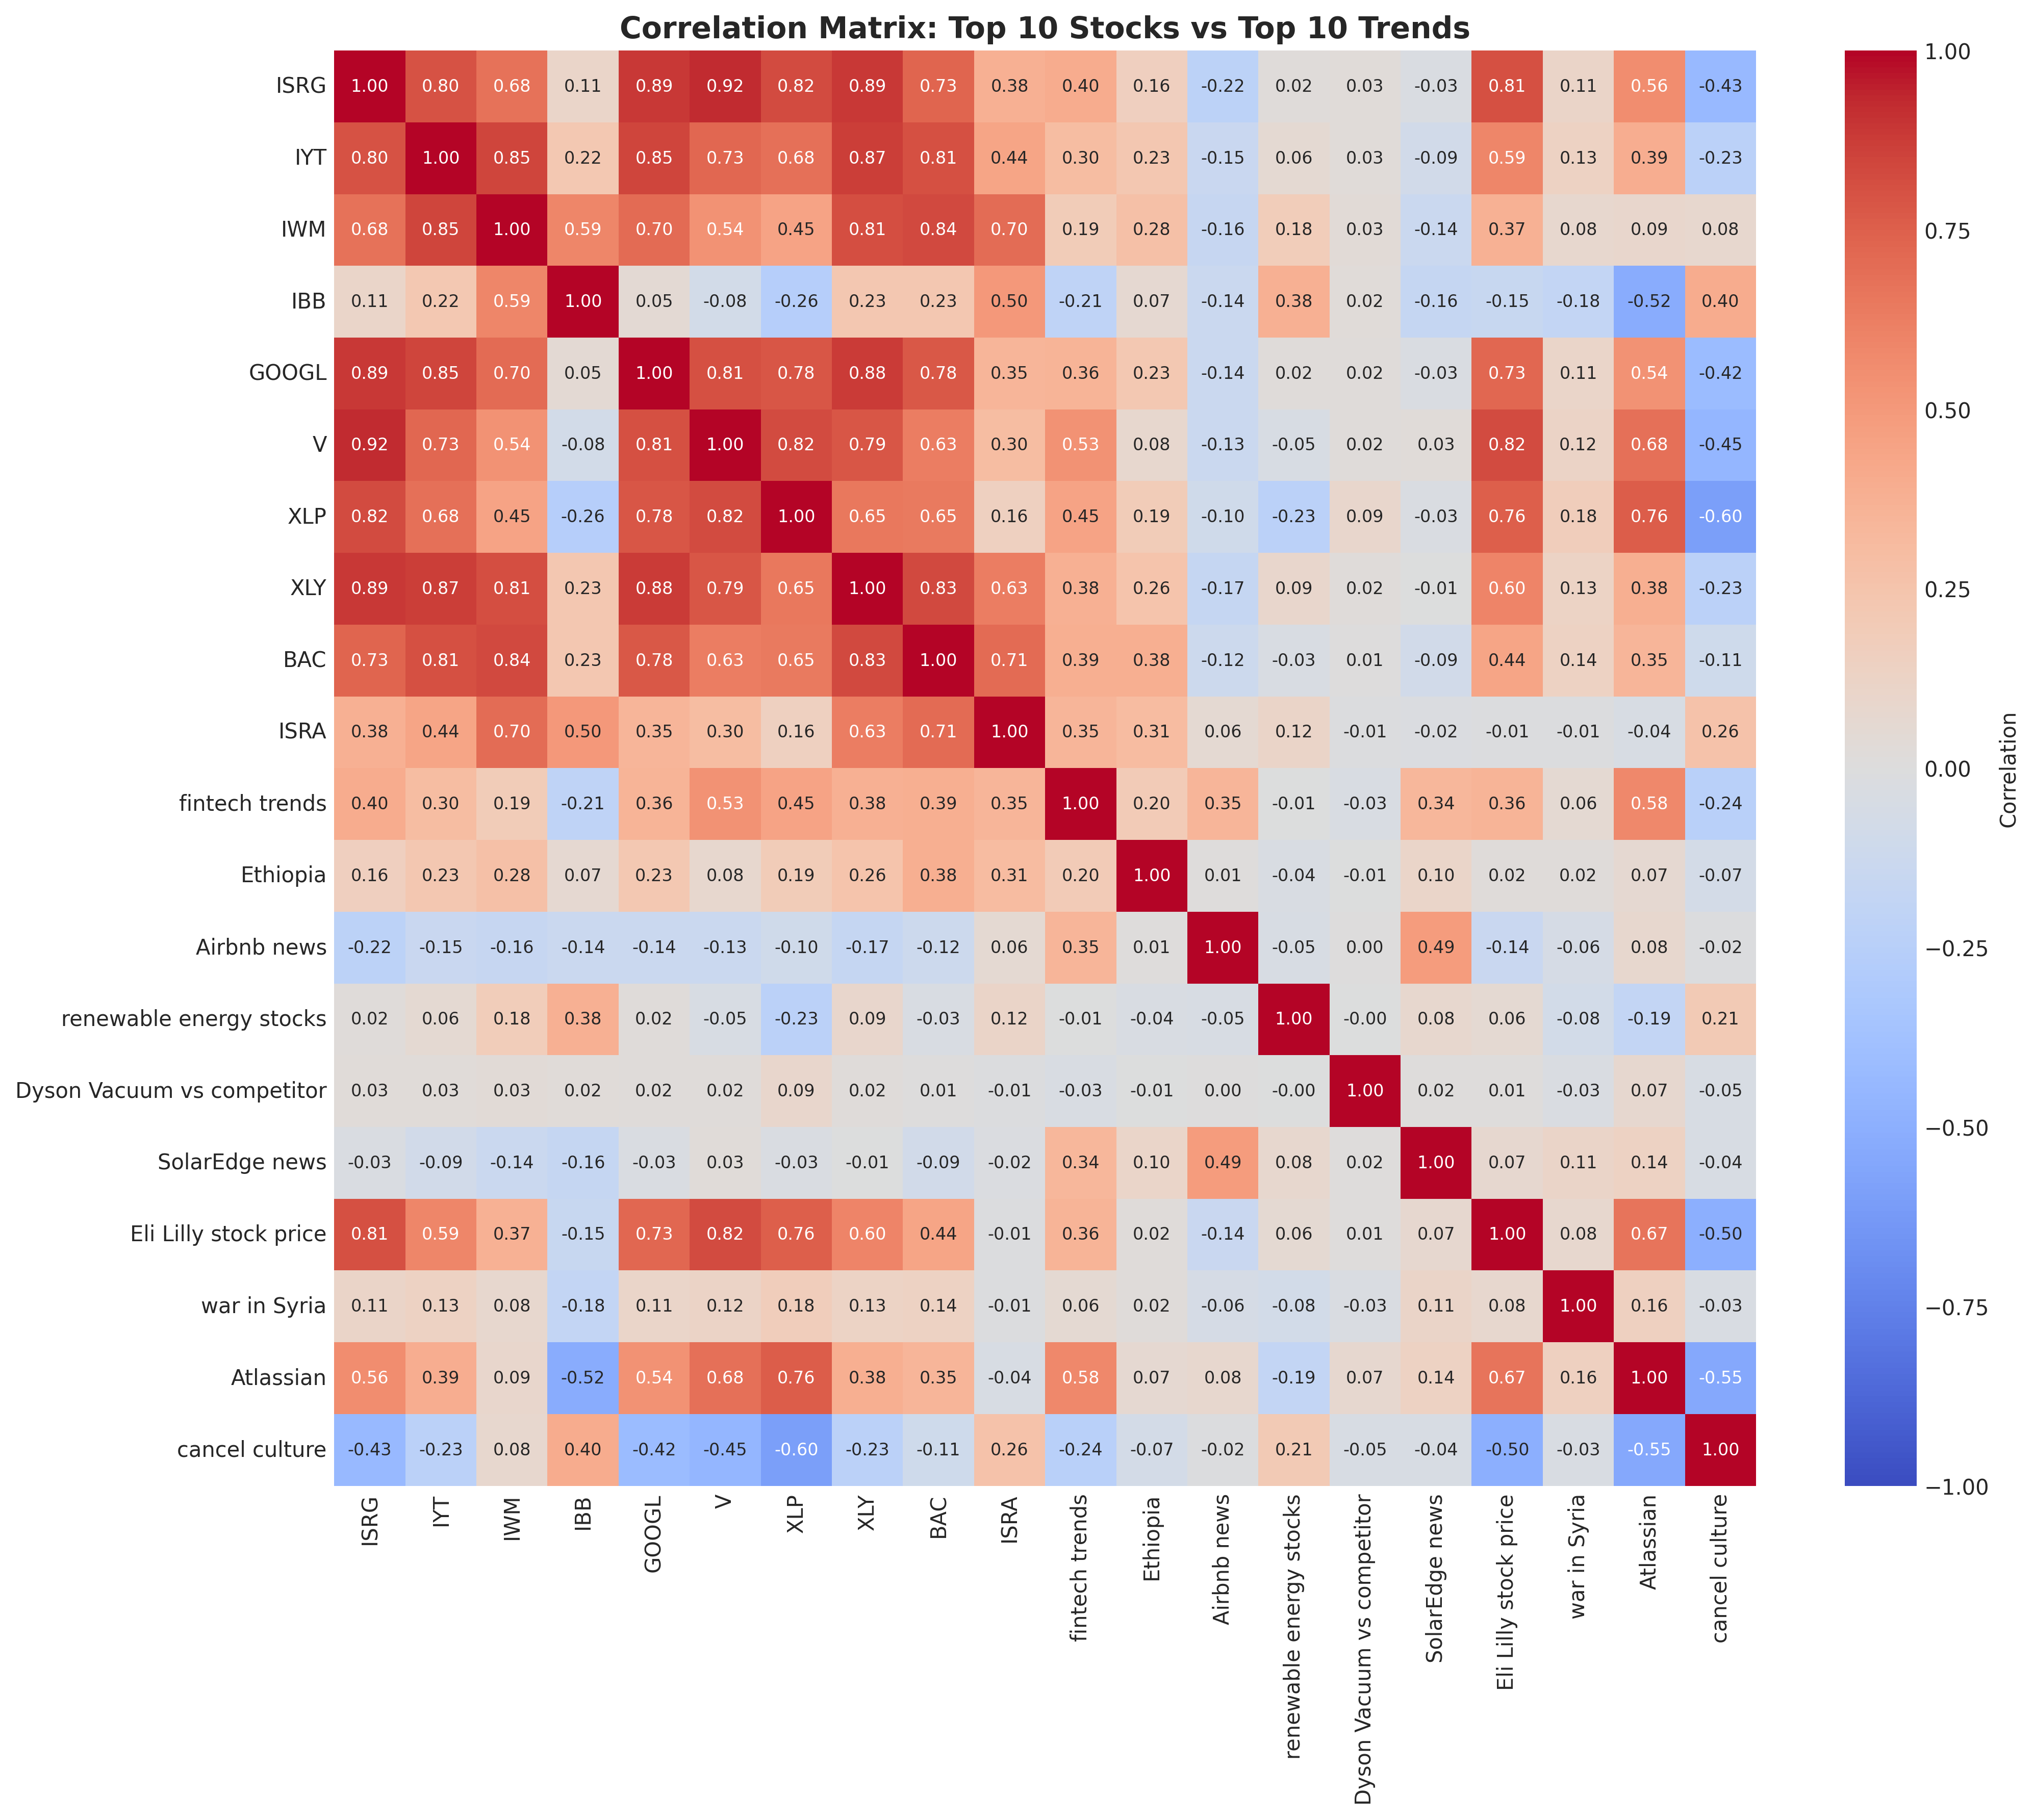 Correlation Matrix: Top 10 Stocks vs Top 10 Trends
ISRG 1.00 0.80 0.68 0.11 0.89 0.92 0.82 0.89 0.73 0.38 0.40 0.16 -0.22 0.02 0.03 -0.03 0.81 0.11 0.56 -0.43
IYT 0.80 1.00 0.85 0.22 0.85 0.73 0.68 0.87 0.81 0.44 0.30 0.23 -0.15 0.06 0.03 -0.09 0.59 0.13 0.39 -0.23
IWM 0.68 0.85 1.00 0.59 0.70 0.54 0.45 0.81 0.84 0.70 0.19 0.28 -0.16 0.18 0.03 -0.14 0.37 0.08 0.09 0.08
IBB 0.11 0.22 0.59 1.00 0.05 -0.08 -0.26 0.23 0.23 0.50 -0.21 0.07 -0.14 0.38 0.02 -0.16 -0.15 -0.18 -0.52 0.40
GOOGL 0.89 0.85 0.70 0.05 1.00 0.81 0.78 0.88 0.78 0.35 0.36 0.23 -0.14 0.02 0.02 -0.03 0.73 0.11 0.54 -0.42
V 0.92 0.73 0.54 -0.08 0.81 1.00 0.82 0.79 0.63 0.30 0.53 0.08 -0.13 -0.05 0.02 0.03 0.82 0.12 0.68 -0.45
XLP 0.82 0.68 0.45 -0.26 0.78 0.82 1.00 0.65 0.65 0.16 0.45 0.19 -0.10 -0.23 0.09 -0.03 0.76 0.18 0.76 -0.60
XLY 0.89 0.87 0.81 0.23 0.88 0.79 0.65 1.00 0.83 0.63 0.38 0.26 -0.17 0.09 0.02 -0.01 0.60 0.13 0.38 -0.23
BAC 0.73 0.81 0.84 0.23 0.78 0.63 0.65 0.83 1.00 0.71 0.39 0.38 -0.12 -0.03 0.01 -0.09 0.44 0.14 0.35 -0.11
ISRA 0.38 0.44 0.70 0.50 0.35 0.30 0.16 0.63 0.71 1.00 0.35 0.31 0.06 0.12 -0.01 -0.02 -0.01 -0.01 -0.04 0.26
fintech trends 0.40 0.30 0.19 -0.21 0.36 0.53 0.45 0.38 0.39 0.35 1.00 0.20 0.35 -0.01 -0.03 0.34 0.36 0.06 0.58 -0.24
Ethiopia 0.16 0.23 0.28 0.07 0.23 0.08 0.19 0.26 0.38 0.31 0.20 1.00 0.01 -0.04 -0.01 0.10 0.02 0.02 0.07 -0.07
Airbnb news -0.22 -0.15 -0.16 -0.14 -0.14 -0.13 -0.10 -0.17 -0.12 0.06 0.35 0.01 1.00 -0.05 0.00 0.49 -0.14 -0.06 0.08 -0.02
renewable energy stocks 0.02 0.06 0.18 0.38 0.02 -0.05 -0.23 0.09 -0.03 0.12 -0.01 -0.04 -0.05 1.00 -0.00 0.08 0.06 -0.08 -0.19 0.21
Dyson Vacuum vs competitor 0.03 0.03 0.03 0.02 0.02 0.02 0.09 0.02 0.01 -0.01 -0.03 -0.01 0.00 -0.00 1.00 0.02 0.01 -0.03 0.07 -0.05
SolarEdge news -0.03 -0.09 -0.14 -0.16 -0.03 0.03 -0.03 -0.01 -0.09 -0.02 0.34 0.10 0.49 0.08 0.02 1.00 0.07 0.11 0.14 -0.04
Eli Lilly stock price 0.81 0.59 0.37 -0.15 0.73 0.82 0.76 0.60 0.44 -0.01 0.36 0.02 -0.14 0.06 0.01 0.07 1.00 0.08 0.67 -0.50
war in Syria 0.11 0.13 0.08 -0.18 0.11 0.12 0.18 0.13 0.14 -0.01 0.06 0.02 -0.06 -0.08 -0.03 0.11 0.08 1.00 0.16 -0.03
Atlassian 0.56 0.39 0.09 -0.52 0.54 0.68 0.76 0.38 0.35 -0.04 0.58 0.07 0.08 -0.19 0.07 0.14 0.67 0.16 1.00 -0.55
cancel culture -0.43 -0.23 0.08 0.40 -0.42 -0.45 -0.60 -0.23 -0.11 0.26 -0.24 -0.07 -0.02 0.21 -0.05 -0.04 -0.50 -0.03 -0.55 1.00
ISRG
IYT
IWM
IBB
GOOGL
V
XLP
XLY
BAC
ISRA
fintech trends
Ethiopia
Airbnb news
renewable energy stocks
Dyson Vacuum vs competitor
SolarEdge news
Eli Lilly stock price
war in Syria
Atlassian
cancel culture
1.00
0.75
0.50
0.25
0.00
−0.25
−0.50
−0.75
−1.00
Correlation